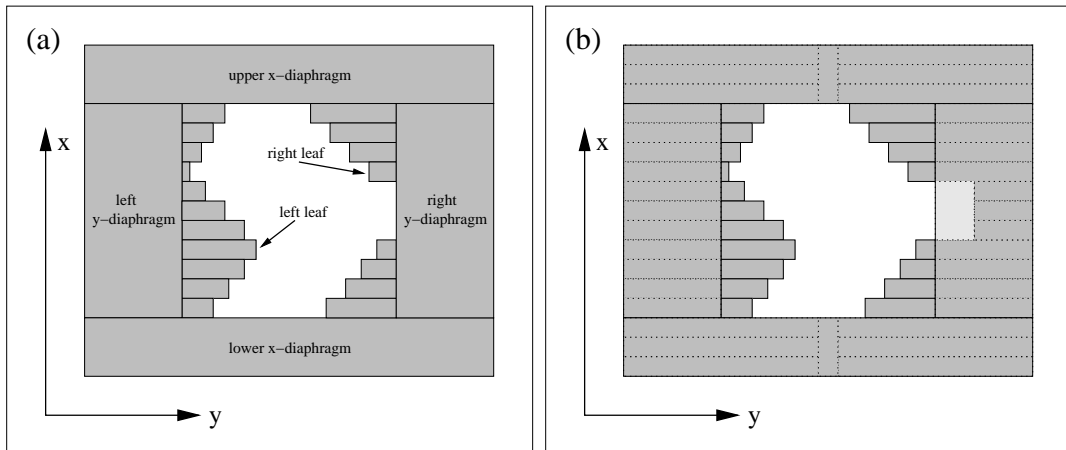 (a)
upper x−diaphragm
x
right leaf
left
y−diaphragm
left leaf
right
y−diaphragm
lower x−diaphragm
y
(b)
x
y